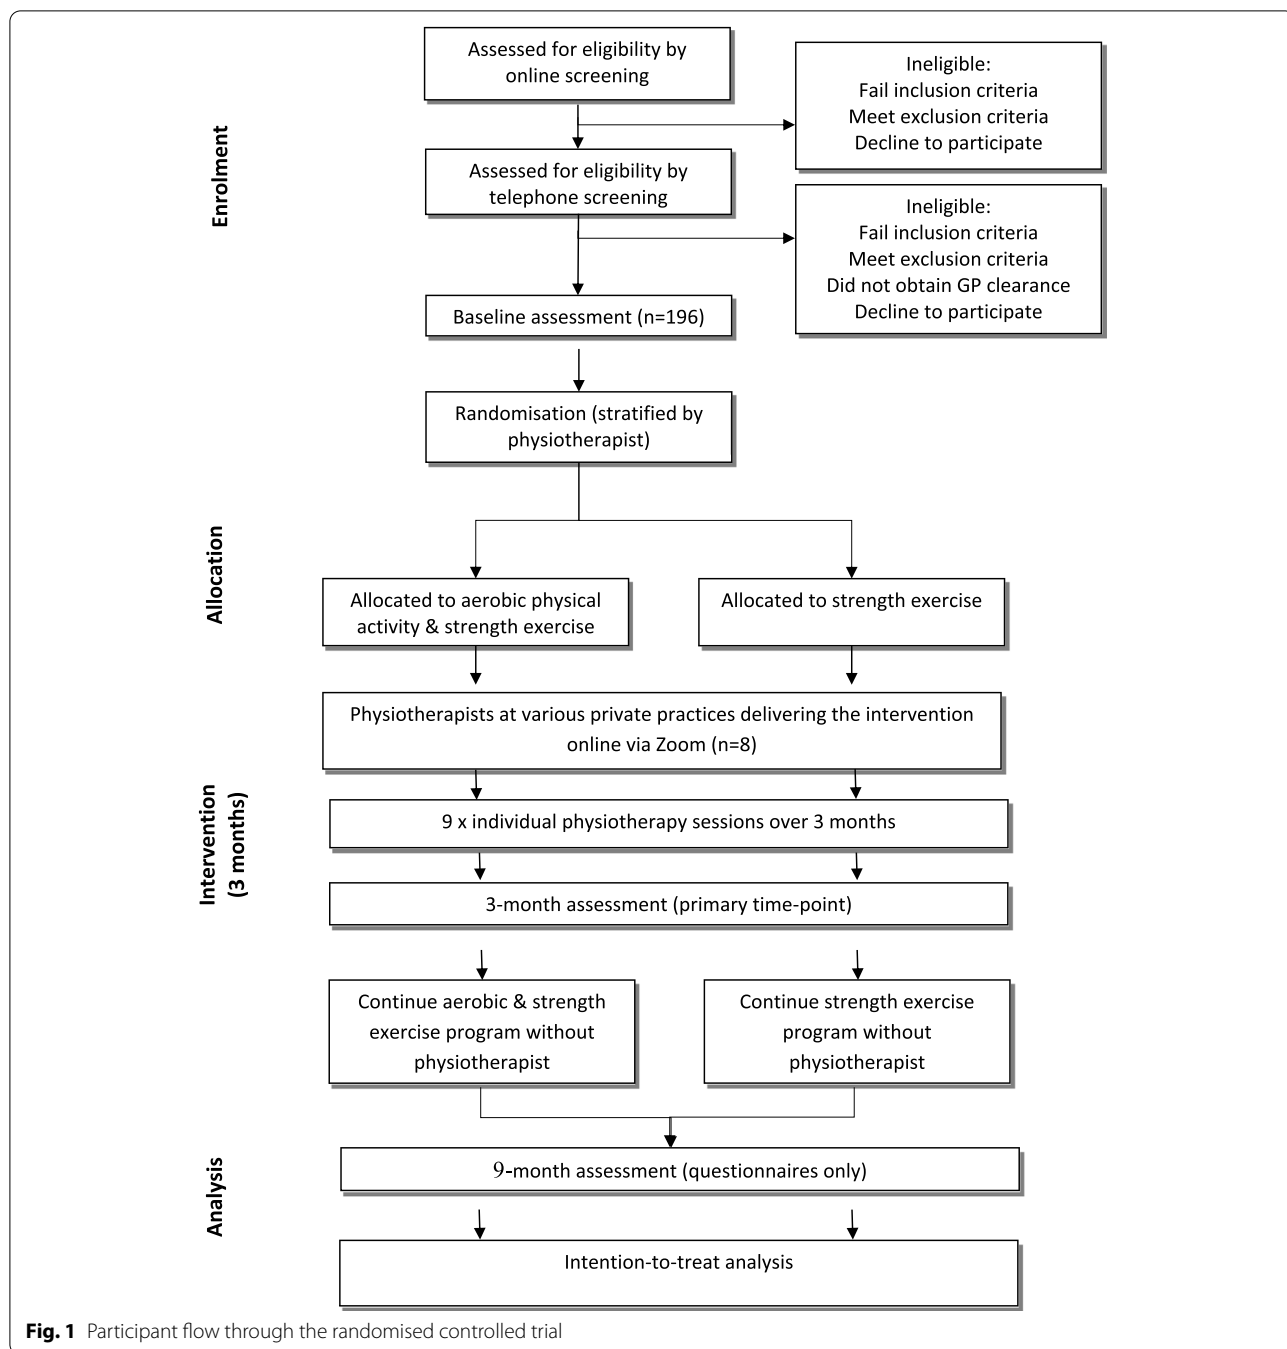 Enrolment
Assessed for eligibility by
online screening
Ineligible:
Fail inclusion criteria
Meet exclusion criteria
Decline to participate
Assessed for eligibility by
telephone screening
Ineligible:
Fail inclusion criteria
Meet exclusion criteria
Did not obtain GP clearance
Decline to participate
Baseline assessment (n=196)
Randomisation (stratified by
physiotherapist)
Allocation
Allocated to aerobic physical
activity & strength exercise
Allocated to strength exercise
Physiotherapists at various private practices delivering the intervention
online via Zoom (n=8)
Intervention
(3 months)
9 x individual physiotherapy sessions over 3 months
3-month assessment (primary time-point)
Continue aerobic & strength
exercise program without
physiotherapist
Continue strength exercise
program without
physiotherapist
Analysis
9-month assessment (questionnaires only)
Intention-to-treat analysis
Fig. 1 Participant flow through the randomised controlled trial